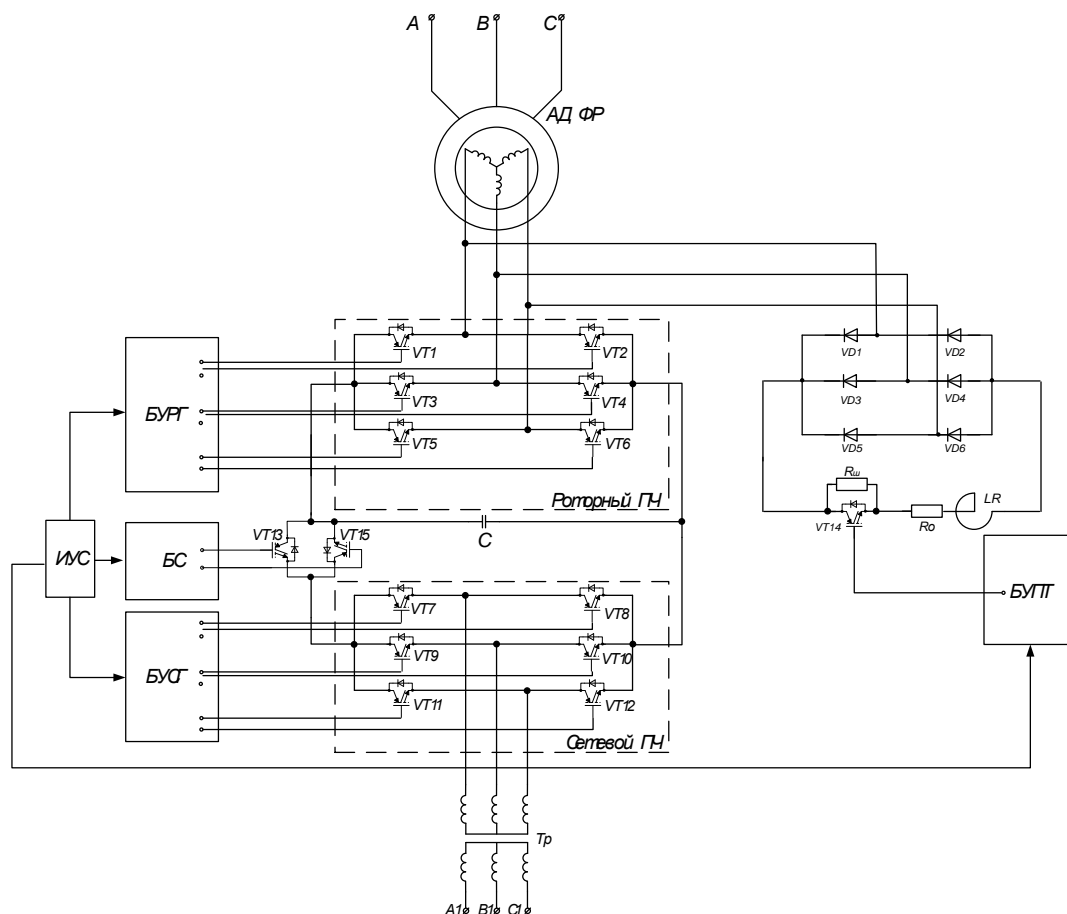 A B C
АД ФР
VT1 VT2
VT3 VT4
VT5 VT6
Роторный ПЧ
БУРГ
VD1 VD2
VD3 VD4
VD5 VD6
Rш
VT14
Ro
LR
ИУС
БС
VT13 VT15
C
БУПТ
БУСГ
VT7 VT8
VT9 VT10
VT11 VT12
Сетевой ПЧ
Тр
A1 B1 C1